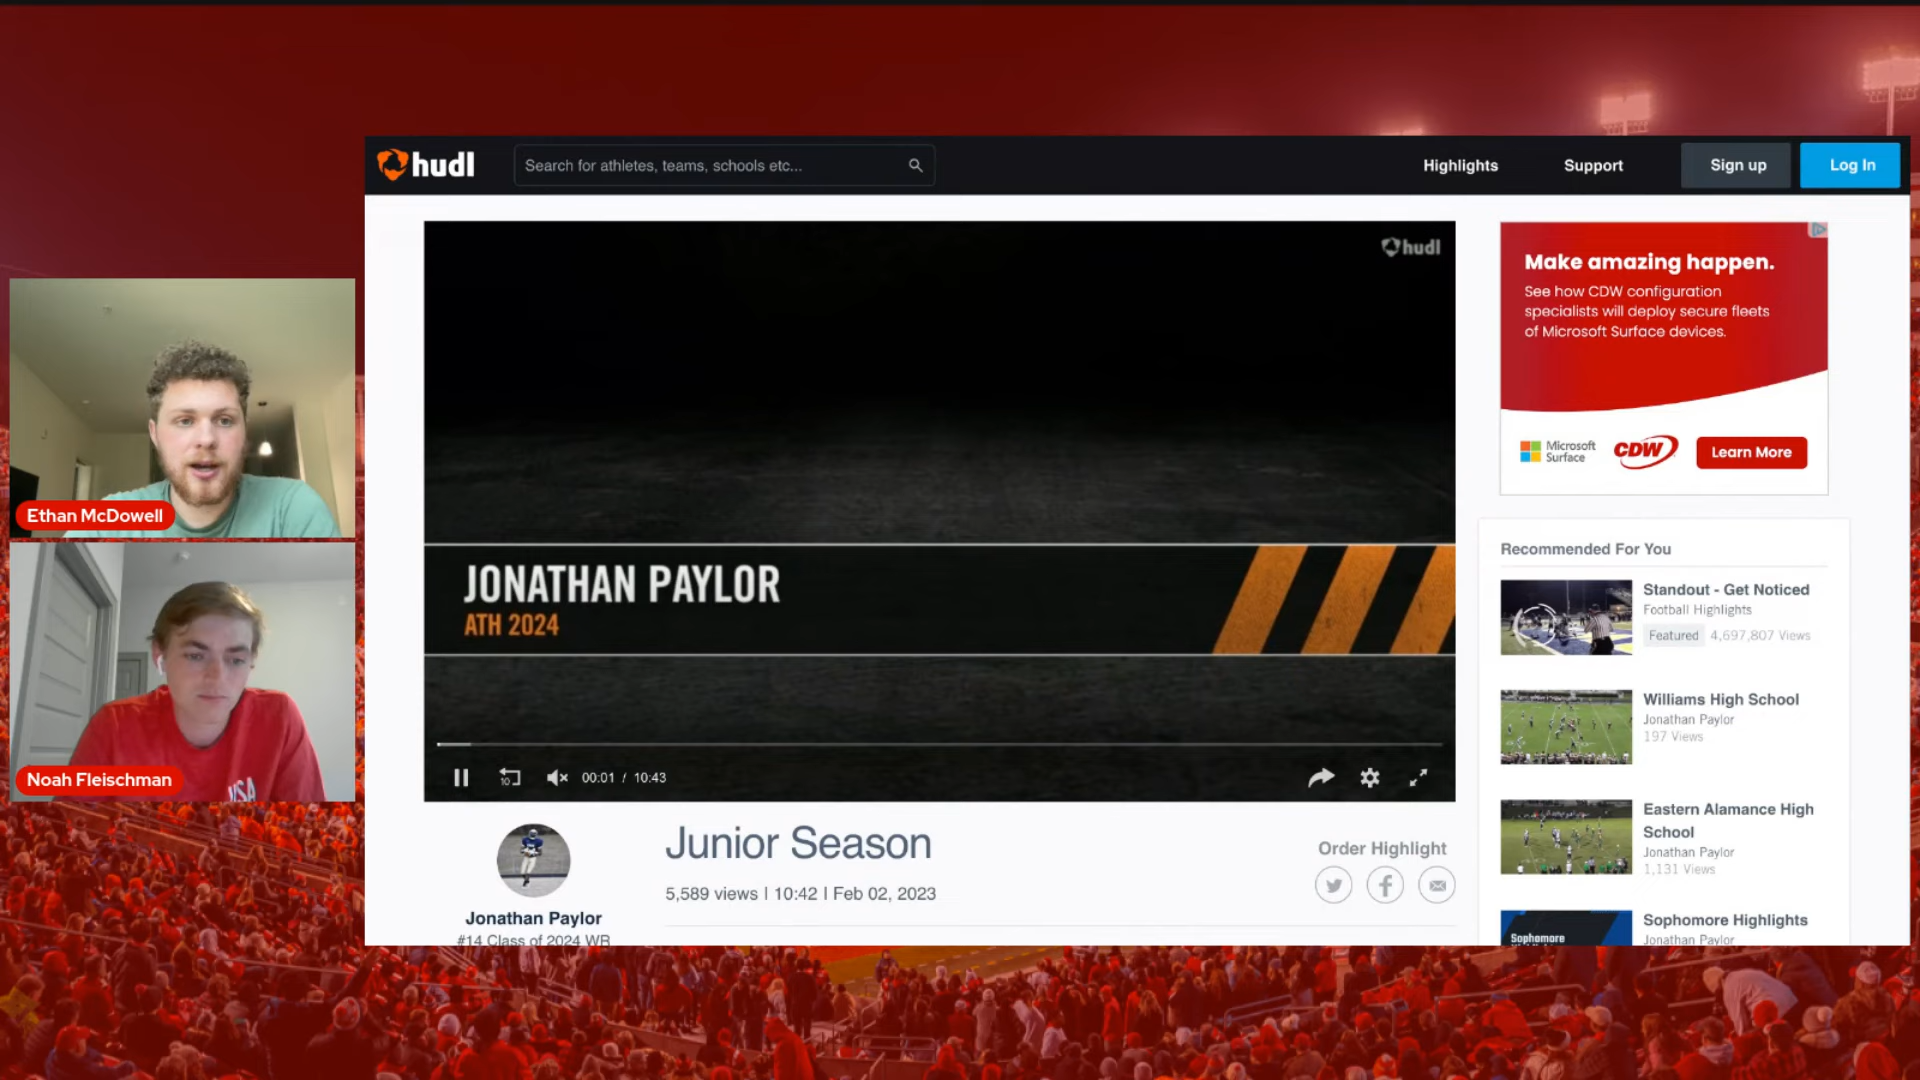 hudl
Search for athletes, teams, schools etc...
Highlights
Support
Sign up
Log In
hudl
JONATHAN PAYLOR
ATH 2024
10
00:01 / 10:43
Junior Season
5,589 views | 10:42 | Feb 02, 2023
Order Highlight
Jonathan Paylor
#14 Class of 2024 WR
Make amazing happen.
See how CDW configuration
specialists will deploy secure fleets
of Microsoft Surface devices.
Microsoft
Surface
CDW
Learn More
Recommended For You
Standout - Get Noticed
Football Highlights
Featured 4,697,807 Views
Williams High School
Jonathan Paylor
197 Views
Eastern Alamance High
School
Jonathan Paylor
1,131 Views
Sophomore
Sophomore Highlights
Jonathan Paylor
Ethan McDowell
Noah Fleischman
USA